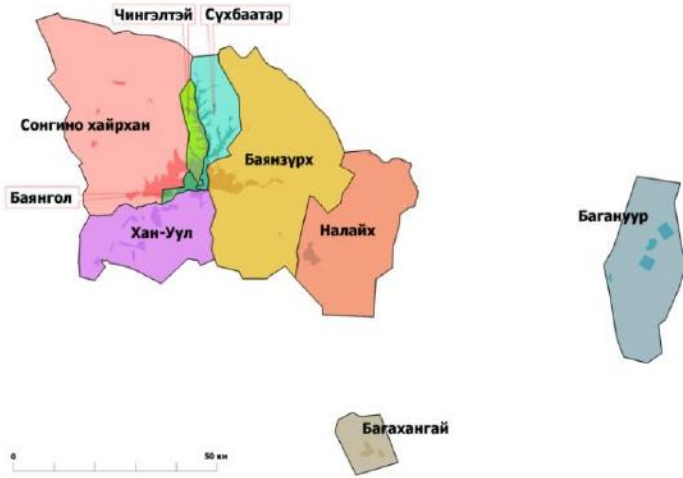 Чингэлтэй
Сүхбаатар
Сонгино хайрхан
Баянзүрх
Баянгол
Хан-Уул
Налайх
Багануур
Багахангай
0
50 км